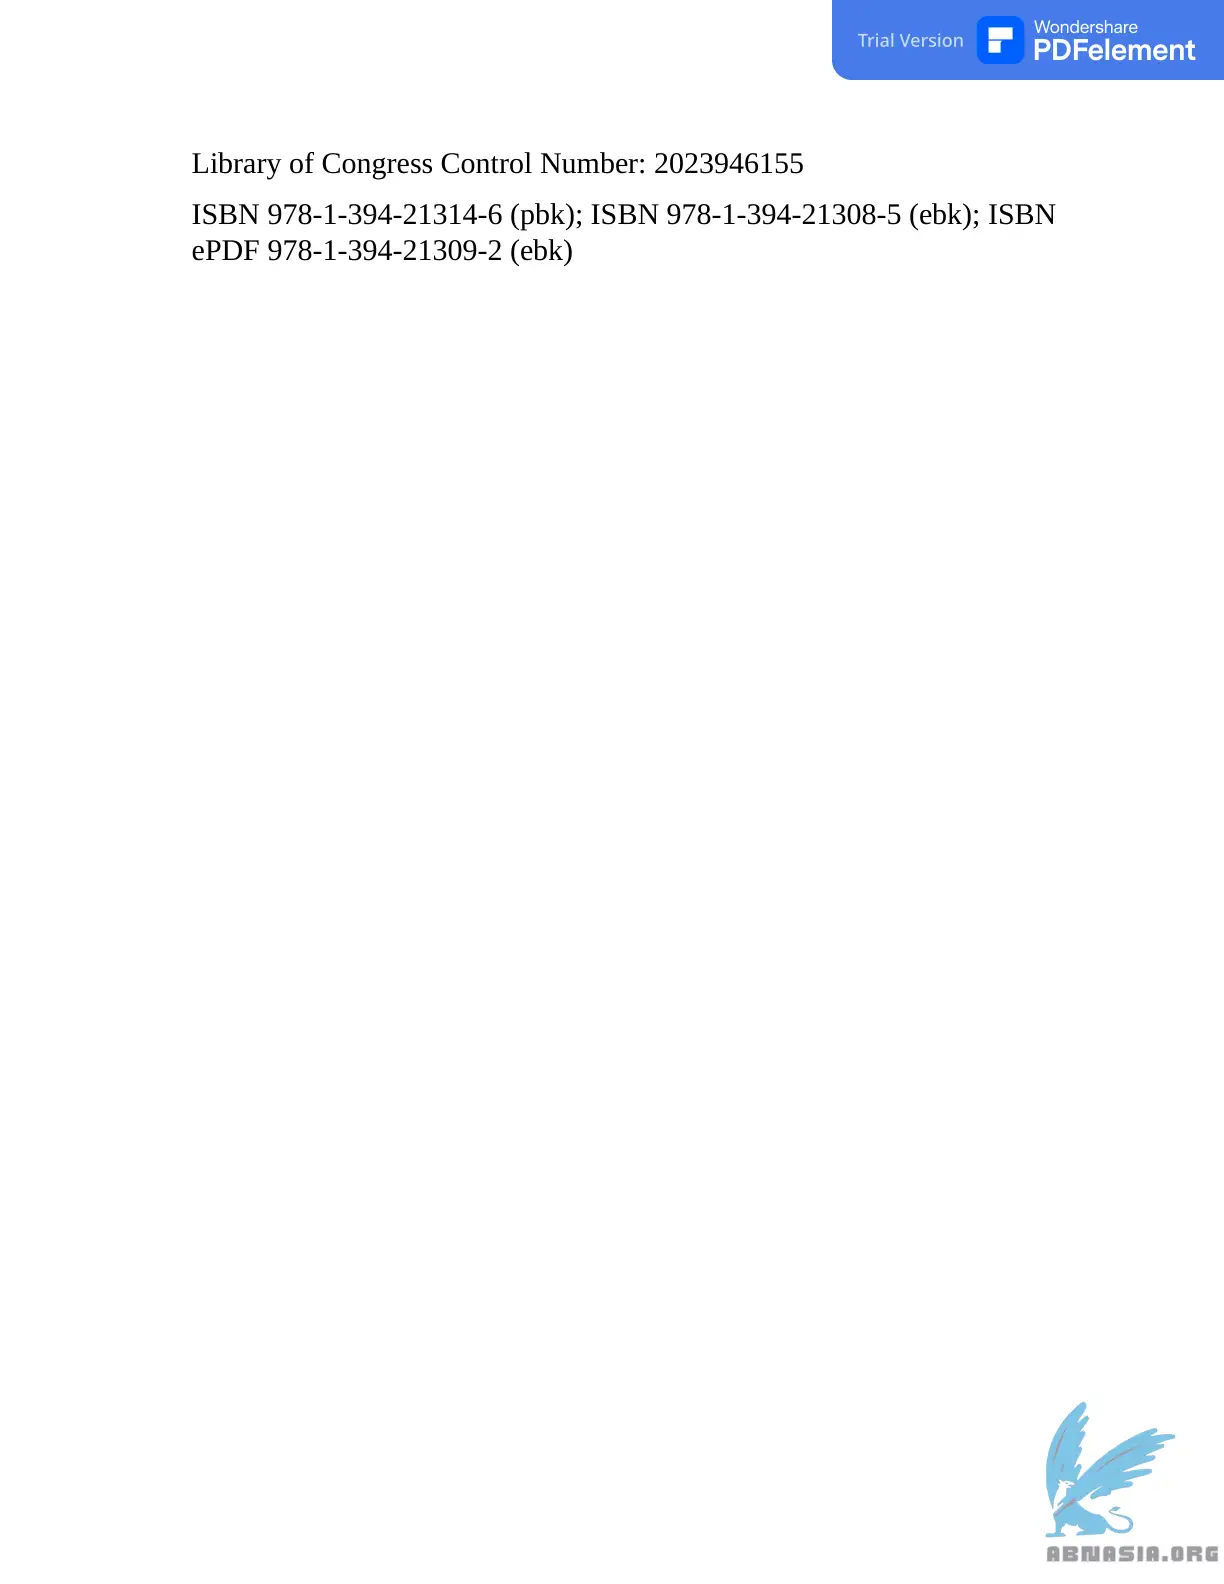 Trial Version
Wondershare
PDFelement
Library of Congress Control Number: 2023946155
ISBN 978-1-394-21314-6 (pbk); ISBN 978-1-394-21308-5 (ebk); ISBN
ePDF 978-1-394-21309-2 (ebk)
ABNASIA.ORG